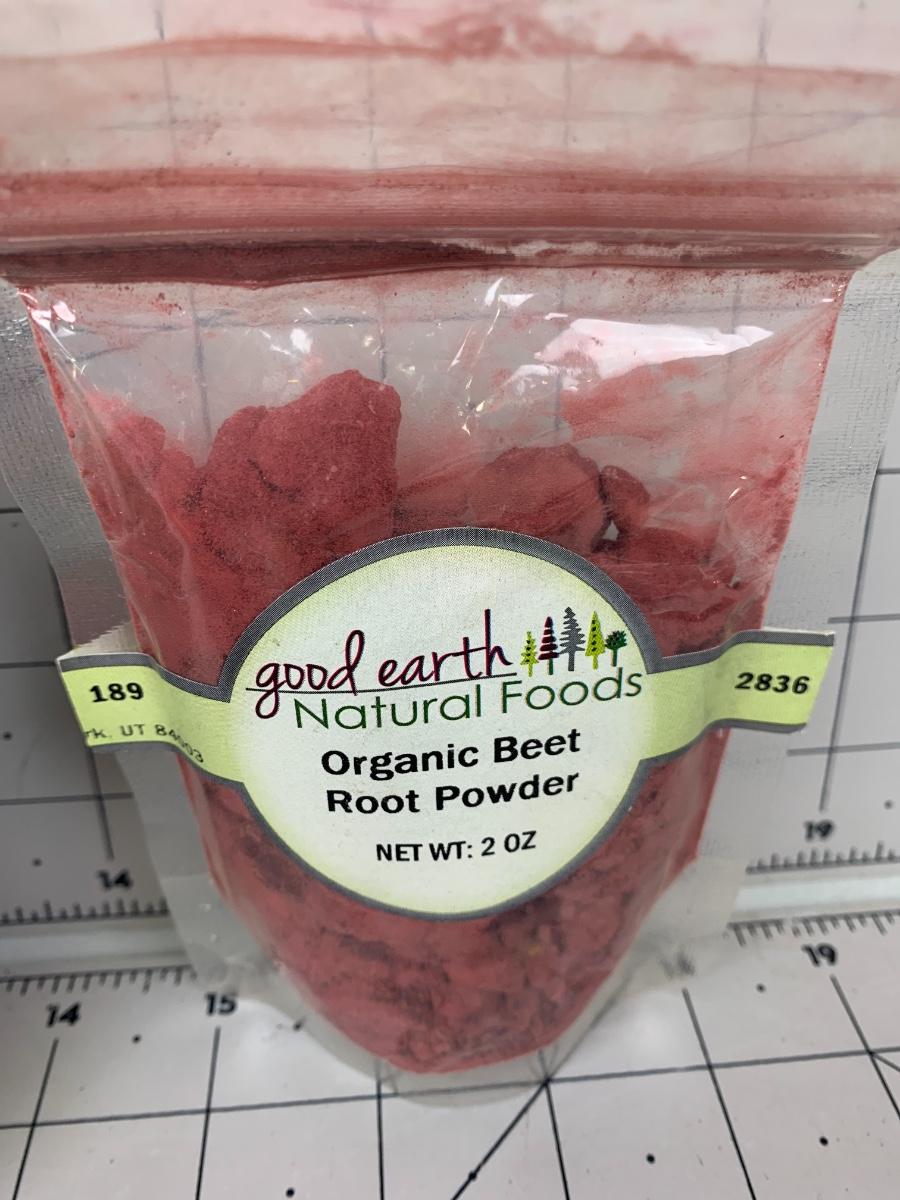 good earth
Natural Foods
Organic Beet
Root Powder
NET WT: 2 OZ
189
UT
2836
14
19
14
15
19